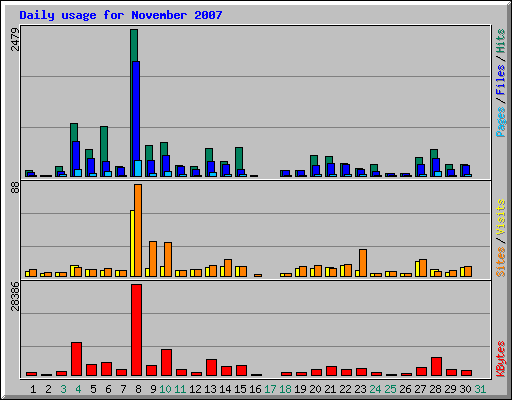 Daily usage for November 2007
2479
88
28386
Pages / Files / Hits
Sites / Visits
KBytes
1 2 3 4 5 6 7 8 9 10 11 12 13 14 15 16 17 18 19 20 21 22 23 24 25 26 27 28 29 30 31